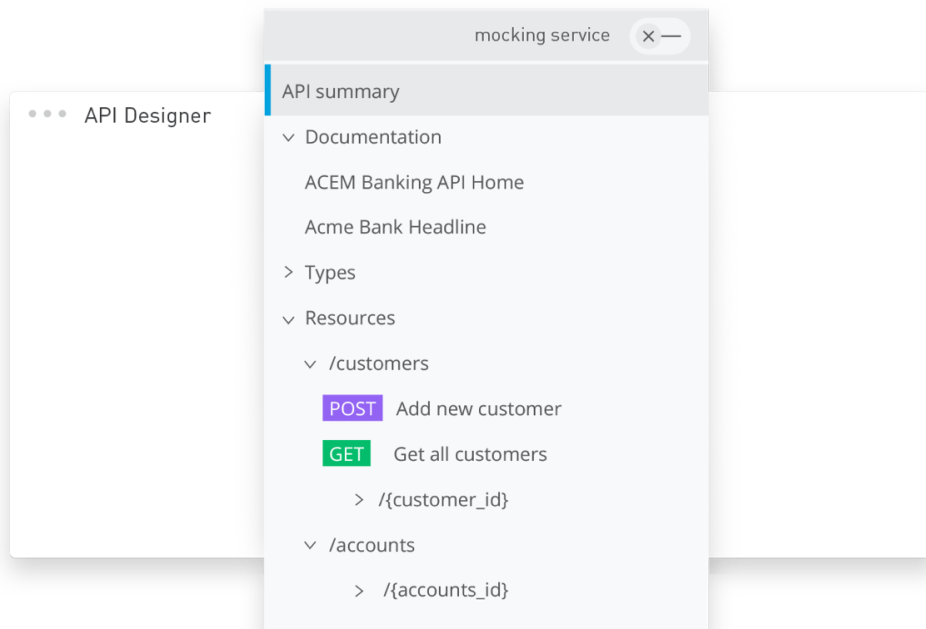 mocking service
API Designer
API summary
Documentation
ACEM Banking API Home
Acme Bank Headline
Types
Resources
/customers
POST Add new customer
GET Get all customers
/{customer_id}
/accounts
/{accounts_id}